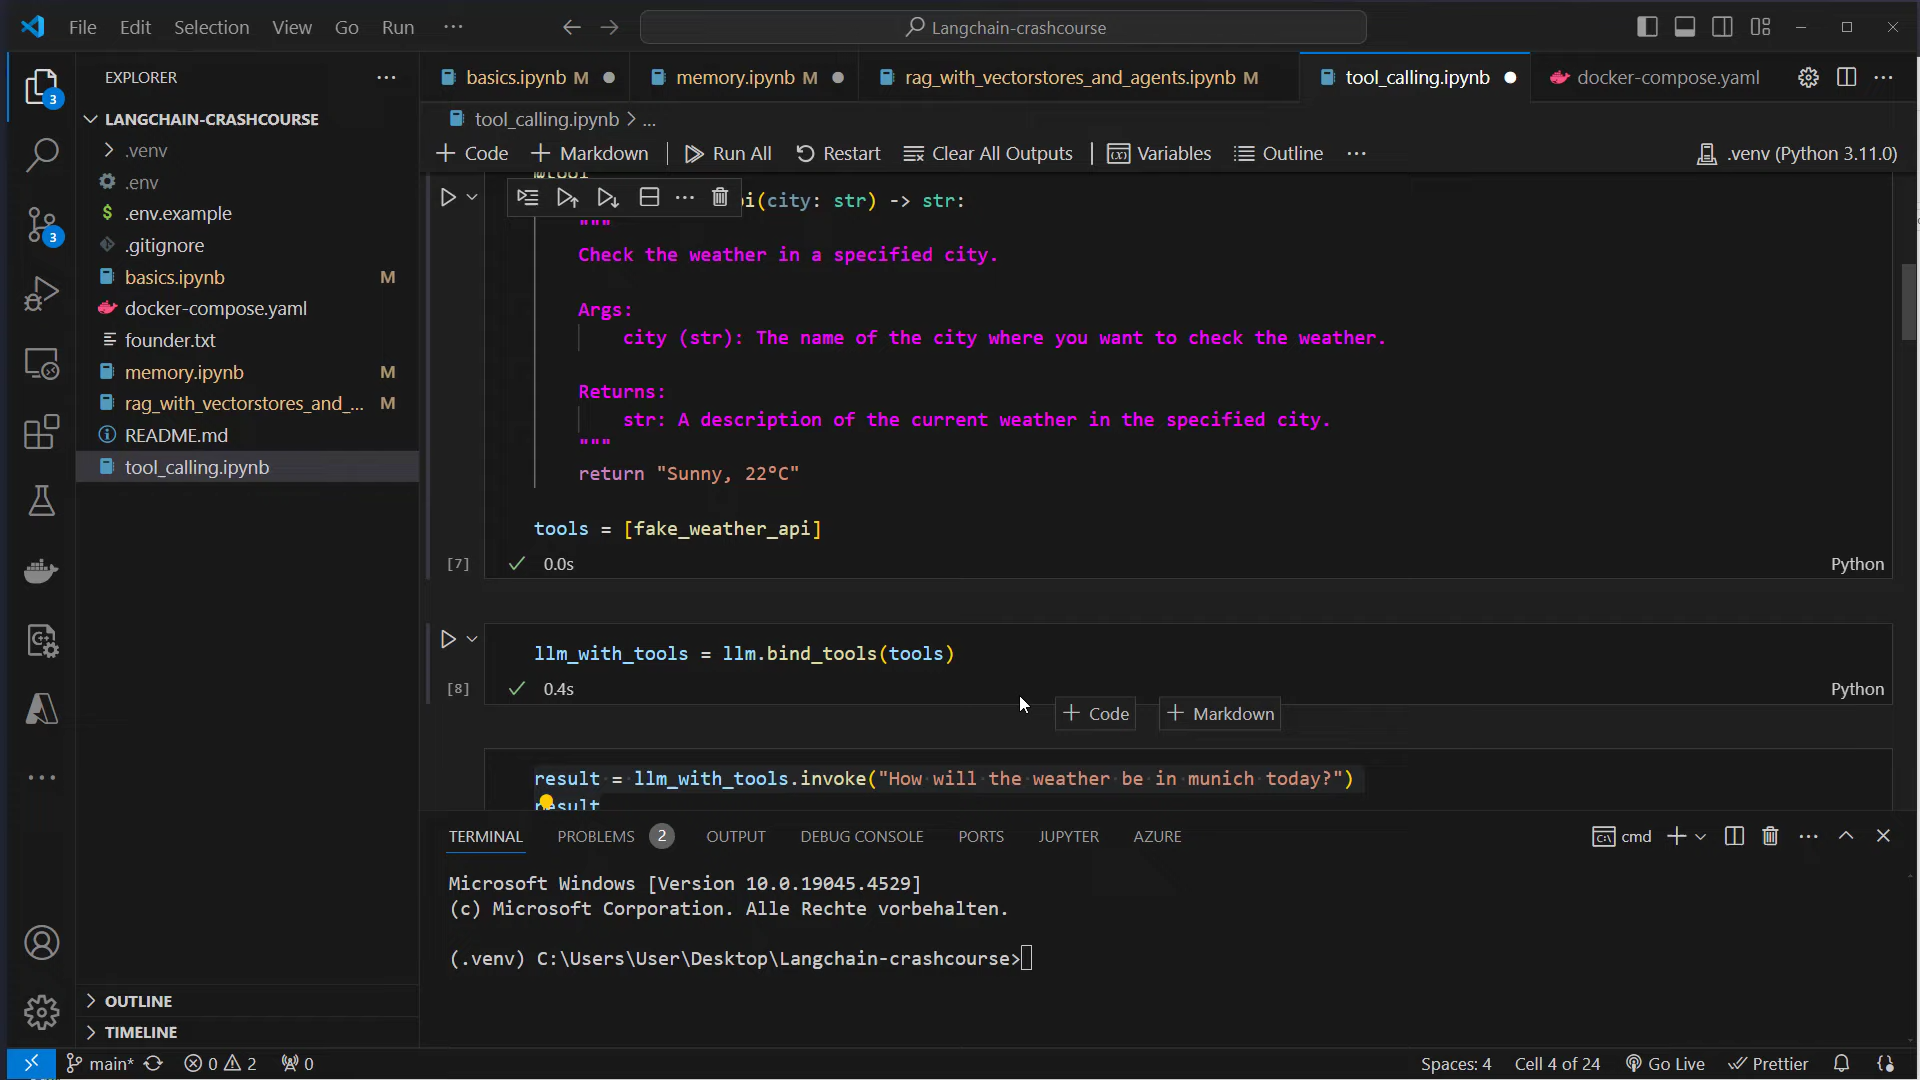 File Edit Selection View Go Run ···
Langchain-crashcourse
EXPLORER
LANGCHAIN-CRASHCOURSE
.venv
.env
.env.example
.gitignore
basics.ipynb M
docker-compose.yaml
founder.txt
memory.ipynb M
rag_with_vectorstores_and_... M
README.md
tool_calling.ipynb
OUTLINE
TIMELINE
3
3
basics.ipynb M
memory.ipynb M
rag_with_vectorstores_and_agents.ipynb M
tool_calling.ipynb
docker-compose.yaml
tool_calling.ipynb > ...
Code
Markdown
Run All
Restart
Clear All Outputs
Variables
Outline
.venv (Python 3.11.0)
@tool
i(city: str) -> str:
"""
Check the weather in a specified city.
Args:
city (str): The name of the city where you want to check the weather.
Returns:
str: A description of the current weather in the specified city.
"""
return "Sunny, 22°C"
tools = [fake_weather_api]
[7] 0.0s Python
llm_with_tools = llm.bind_tools(tools)
[8] 0.4s Python
+ Code + Markdown
result = llm_with_tools.invoke("How will the weather be in munich today?")
result
TERMINAL PROBLEMS 2 OUTPUT DEBUG CONSOLE PORTS JUPYTER AZURE
cmd
Microsoft Windows [Version 10.0.19045.4529]
(c) Microsoft Corporation. Alle Rechte vorbehalten.
(.venv) C:\Users\User\Desktop\Langchain-crashcourse>
main* 0 2 0
Spaces: 4 Cell 4 of 24 Go Live Prettier